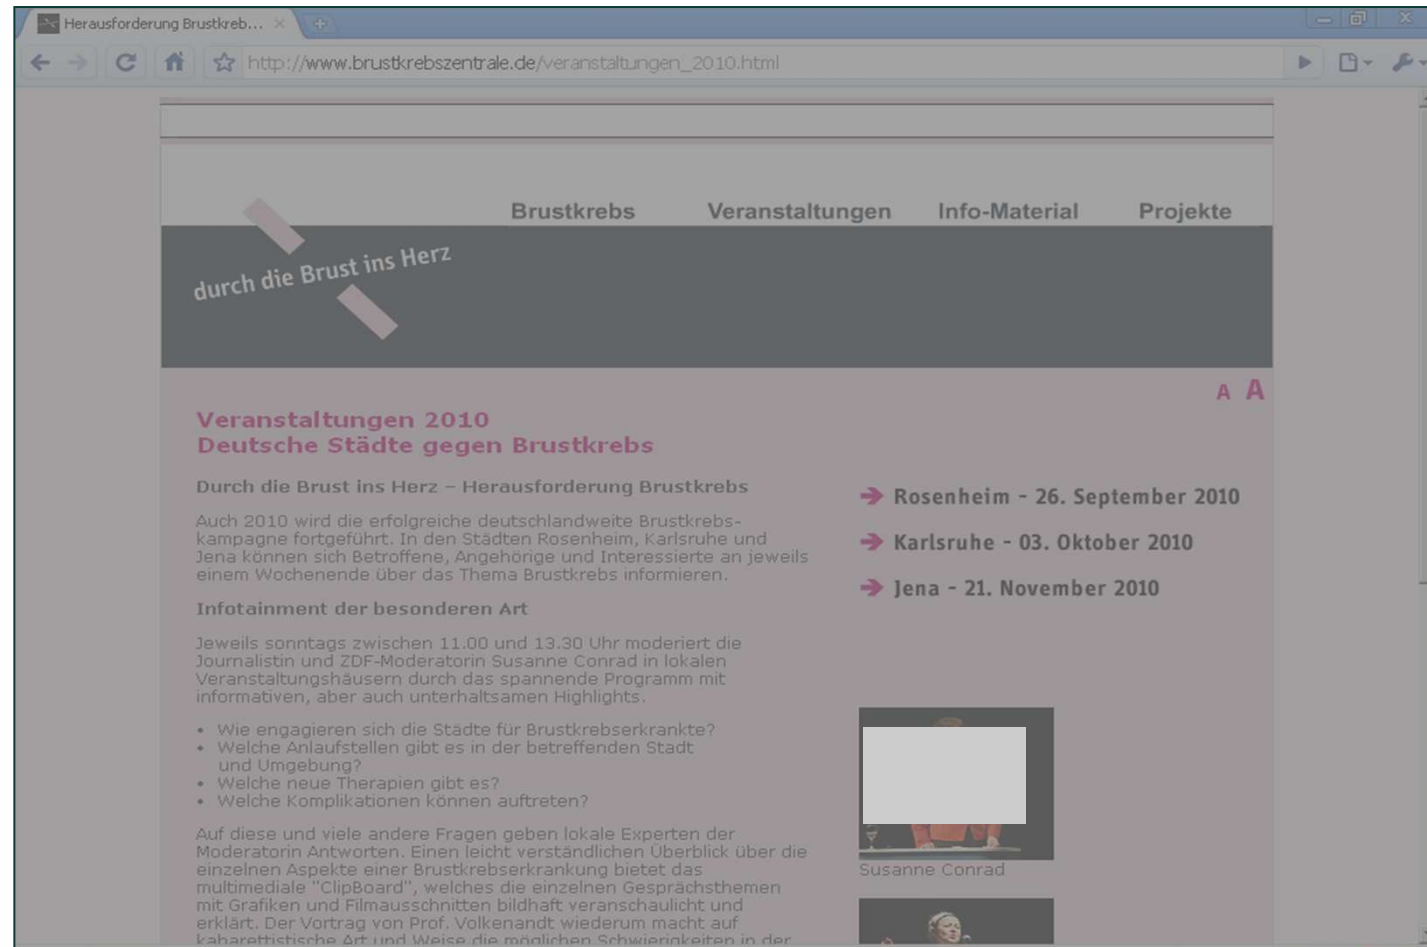 Herausforderung Brustkreb...
http://www.brustkrebszentrale.de/veranstaltungen_2010.html
Brustkrebs Veranstaltungen Info-Material Projekte
durch die Brust ins Herz
A A
Veranstaltungen 2010
Deutsche Städte gegen Brustkrebs
Durch die Brust ins Herz – Herausforderung Brustkrebs
Auch 2010 wird die erfolgreiche deutschlandweite Brustkrebs-
kampagne fortgeführt. In den Städten Rosenheim, Karlsruhe und
Jena können sich Betroffene, Angehörige und Interessierte an jeweils
einem Wochenende über das Thema Brustkrebs informieren.
Infotainment der besonderen Art
Jeweils sonntags zwischen 11.00 und 13.30 Uhr moderiert die
Journalistin und ZDF-Moderatorin Susanne Conrad in lokalen
Veranstaltungshäusern durch das spannende Programm mit
informativen, aber auch unterhaltsamen Highlights.
• Wie engagieren sich die Städte für Brustkrebserkrankte?
• Welche Anlaufstellen gibt es in der betreffenden Stadt
und Umgebung?
• Welche neue Therapien gibt es?
• Welche Komplikationen können auftreten?
Auf diese und viele andere Fragen geben lokale Experten der
Moderatorin Antworten. Einen leicht verständlichen Überblick über die
einzelnen Aspekte einer Brustkrebserkrankung bietet das
multimediale "ClipBoard", welches die einzelnen Gesprächsthemen
mit Grafiken und Filmausschnitten bildhaft veranschaulicht und
erklärt. Der Vortrag von Prof. Volkenandt wiederum macht auf
kabarettistische Art und Weise die möglichen Schwierigkeiten in der
Rosenheim - 26. September 2010
Karlsruhe - 03. Oktober 2010
Jena - 21. November 2010
Susanne Conrad